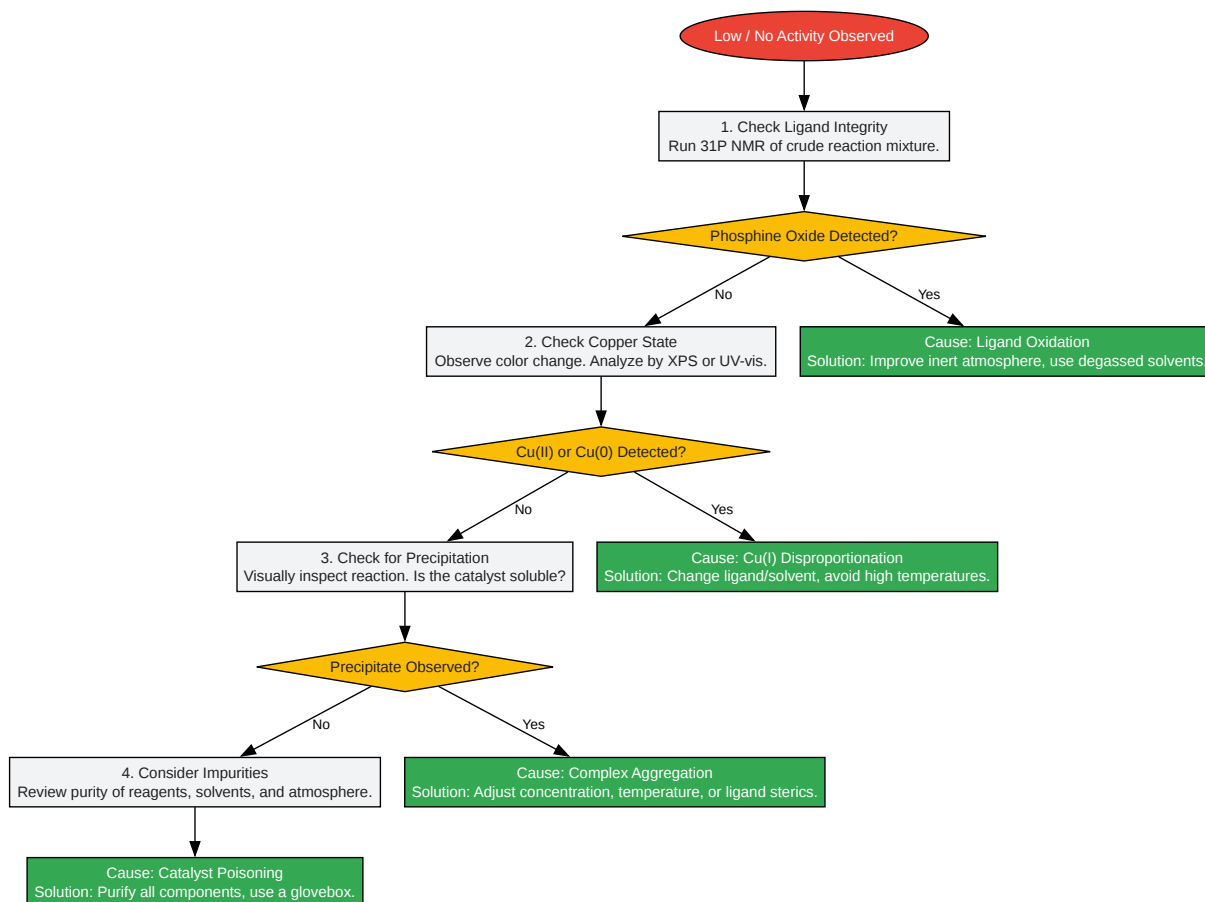 Low / No Activity Observed
1. Check Ligand Integrity
Run 31P NMR of crude reaction mixture.
Phosphine Oxide Detected?
No
Yes
2. Check Copper State
Observe color change. Analyze by XPS or UV-vis.
Cause: Ligand Oxidation
Solution: Improve inert atmosphere, use degassed solvents.
Cu(II) or Cu(0) Detected?
No
Yes
3. Check for Precipitation
Visually inspect reaction. Is the catalyst soluble?
Cause: Cu(I) Disproportionation
Solution: Change ligand/solvent, avoid high temperatures.
Precipitate Observed?
No
Yes
4. Consider Impurities
Review purity of reagents, solvents, and atmosphere.
Cause: Complex Aggregation
Solution: Adjust concentration, temperature, or ligand sterics.
Cause: Catalyst Poisoning
Solution: Purify all components, use a glovebox.